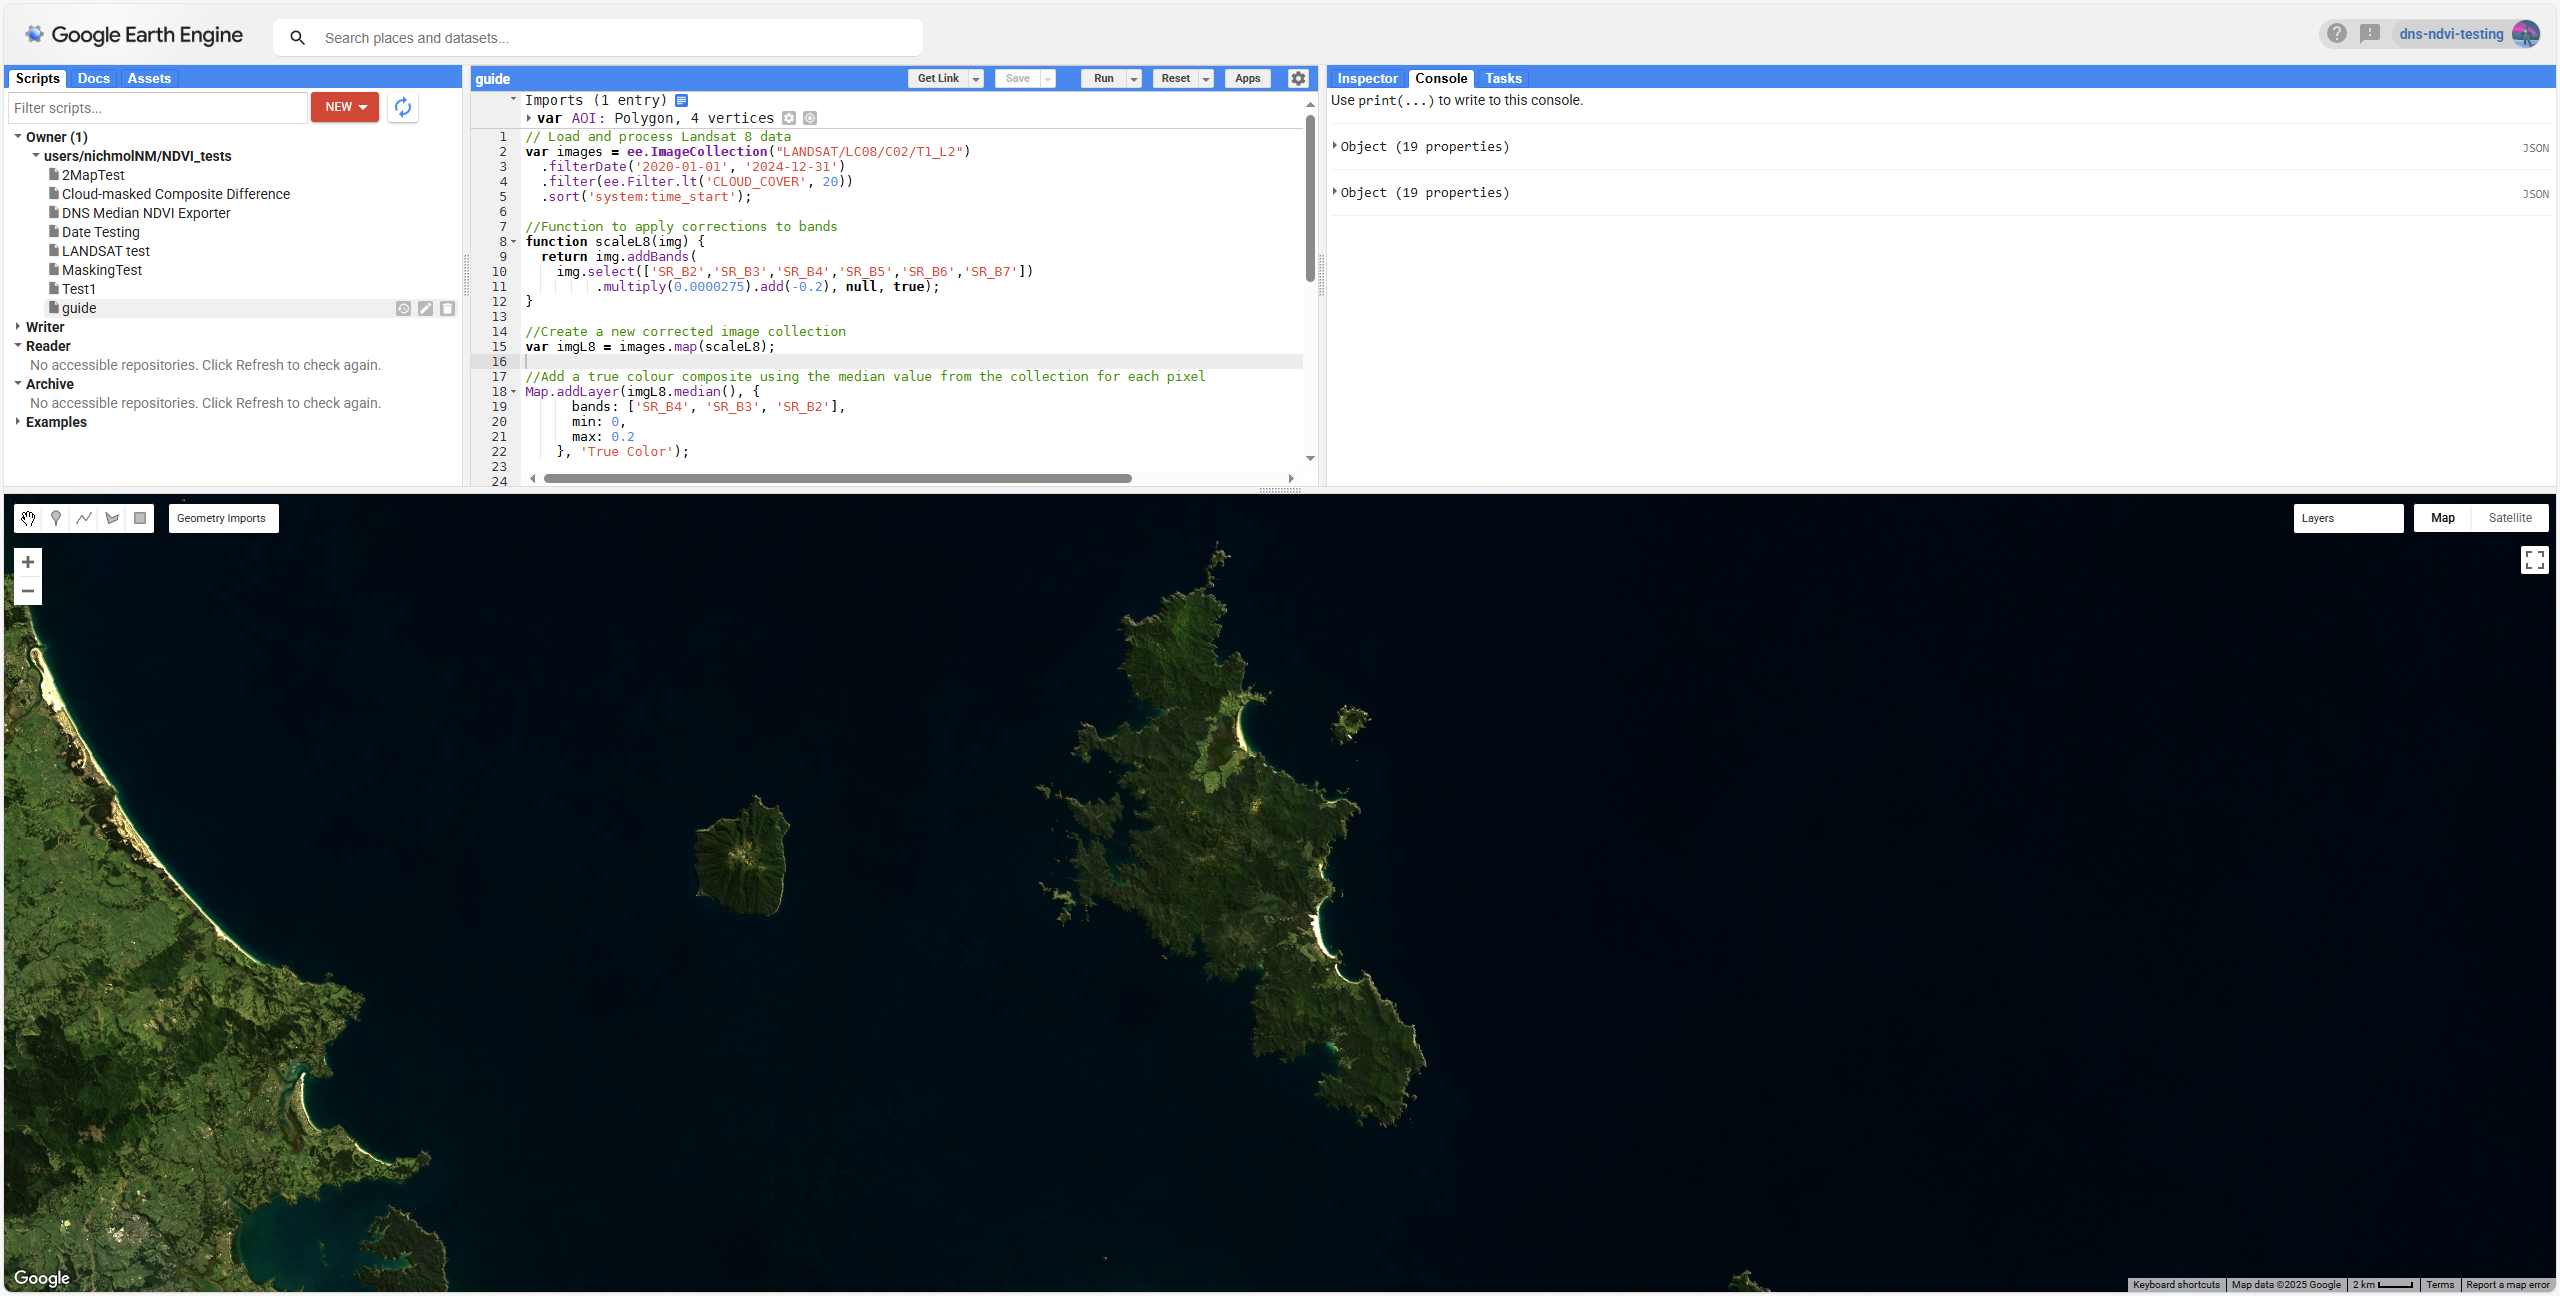 Google Earth Engine
Search places and datasets...
dns-ndvi-testing
Scripts Docs Assets
Filter scripts...
NEW
Owner (1)
users/nichmolNM/NDVI_tests
2MapTest
Cloud-masked Composite Difference
DNS Median NDVI Exporter
Date Testing
LANDSAT test
MaskingTest
Test1
guide
Writer
Reader
No accessible repositories. Click Refresh to check again.
Archive
No accessible repositories. Click Refresh to check again.
Examples
guide
Get Link Save Run Reset Apps
Imports (1 entry)
var AOI: Polygon, 4 vertices
1 // Load and process Landsat 8 data
2 var images = ee.ImageCollection("LANDSAT/LC08/C02/T1_L2")
3 .filterDate('2020-01-01', '2024-12-31')
4 .filter(ee.Filter.lt('CLOUD_COVER', 20))
5 .sort('system:time_start');
6
7 //Function to apply corrections to bands
8 function scaleL8(img) {
9 return img.addBands(
10 img.select(['SR_B2','SR_B3','SR_B4','SR_B5','SR_B6','SR_B7'])
11 .multiply(0.0000275).add(-0.2), null, true);
12 }
13
14 //Create a new corrected image collection
15 var imgL8 = images.map(scaleL8);
16
17 //Add a true colour composite using the median value from the collection for each pixel
18 Map.addLayer(imgL8.median(), {
19 bands: ['SR_B4', 'SR_B3', 'SR_B2'],
20 min: 0,
21 max: 0.2
22 }, 'True Color');
23
24
Inspector Console Tasks
Use print(...) to write to this console.
Object (19 properties) JSON
Object (19 properties) JSON
Geometry Imports
Layers
Map Satellite
+
−
Google
Keyboard shortcuts Map data ©2025 Google 2 km Terms Report a map error